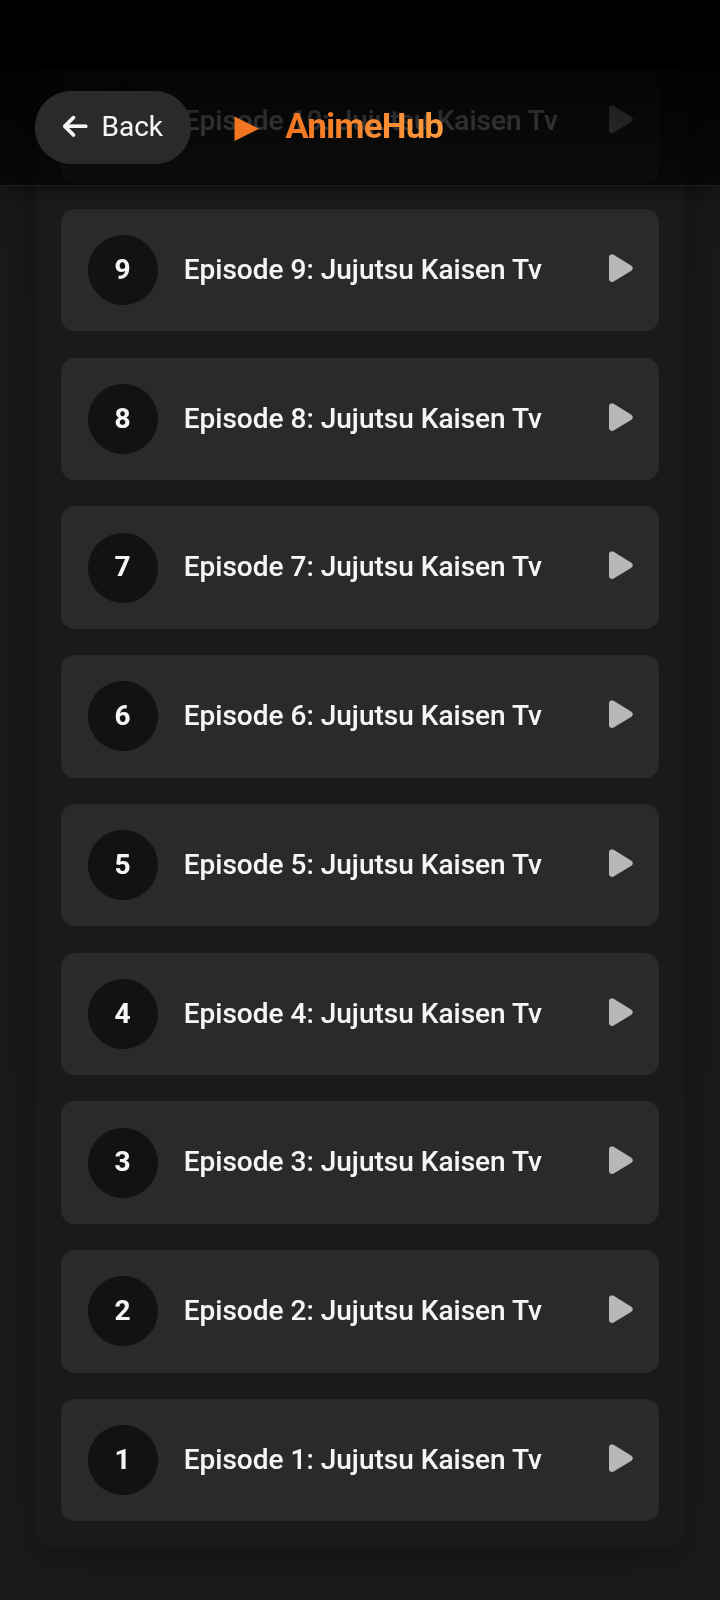 Back
AnimeHub
Episode 10: Jujutsu Kaisen Tv
9
Episode 9: Jujutsu Kaisen Tv
8
Episode 8: Jujutsu Kaisen Tv
7
Episode 7: Jujutsu Kaisen Tv
6
Episode 6: Jujutsu Kaisen Tv
5
Episode 5: Jujutsu Kaisen Tv
4
Episode 4: Jujutsu Kaisen Tv
3
Episode 3: Jujutsu Kaisen Tv
2
Episode 2: Jujutsu Kaisen Tv
1
Episode 1: Jujutsu Kaisen Tv